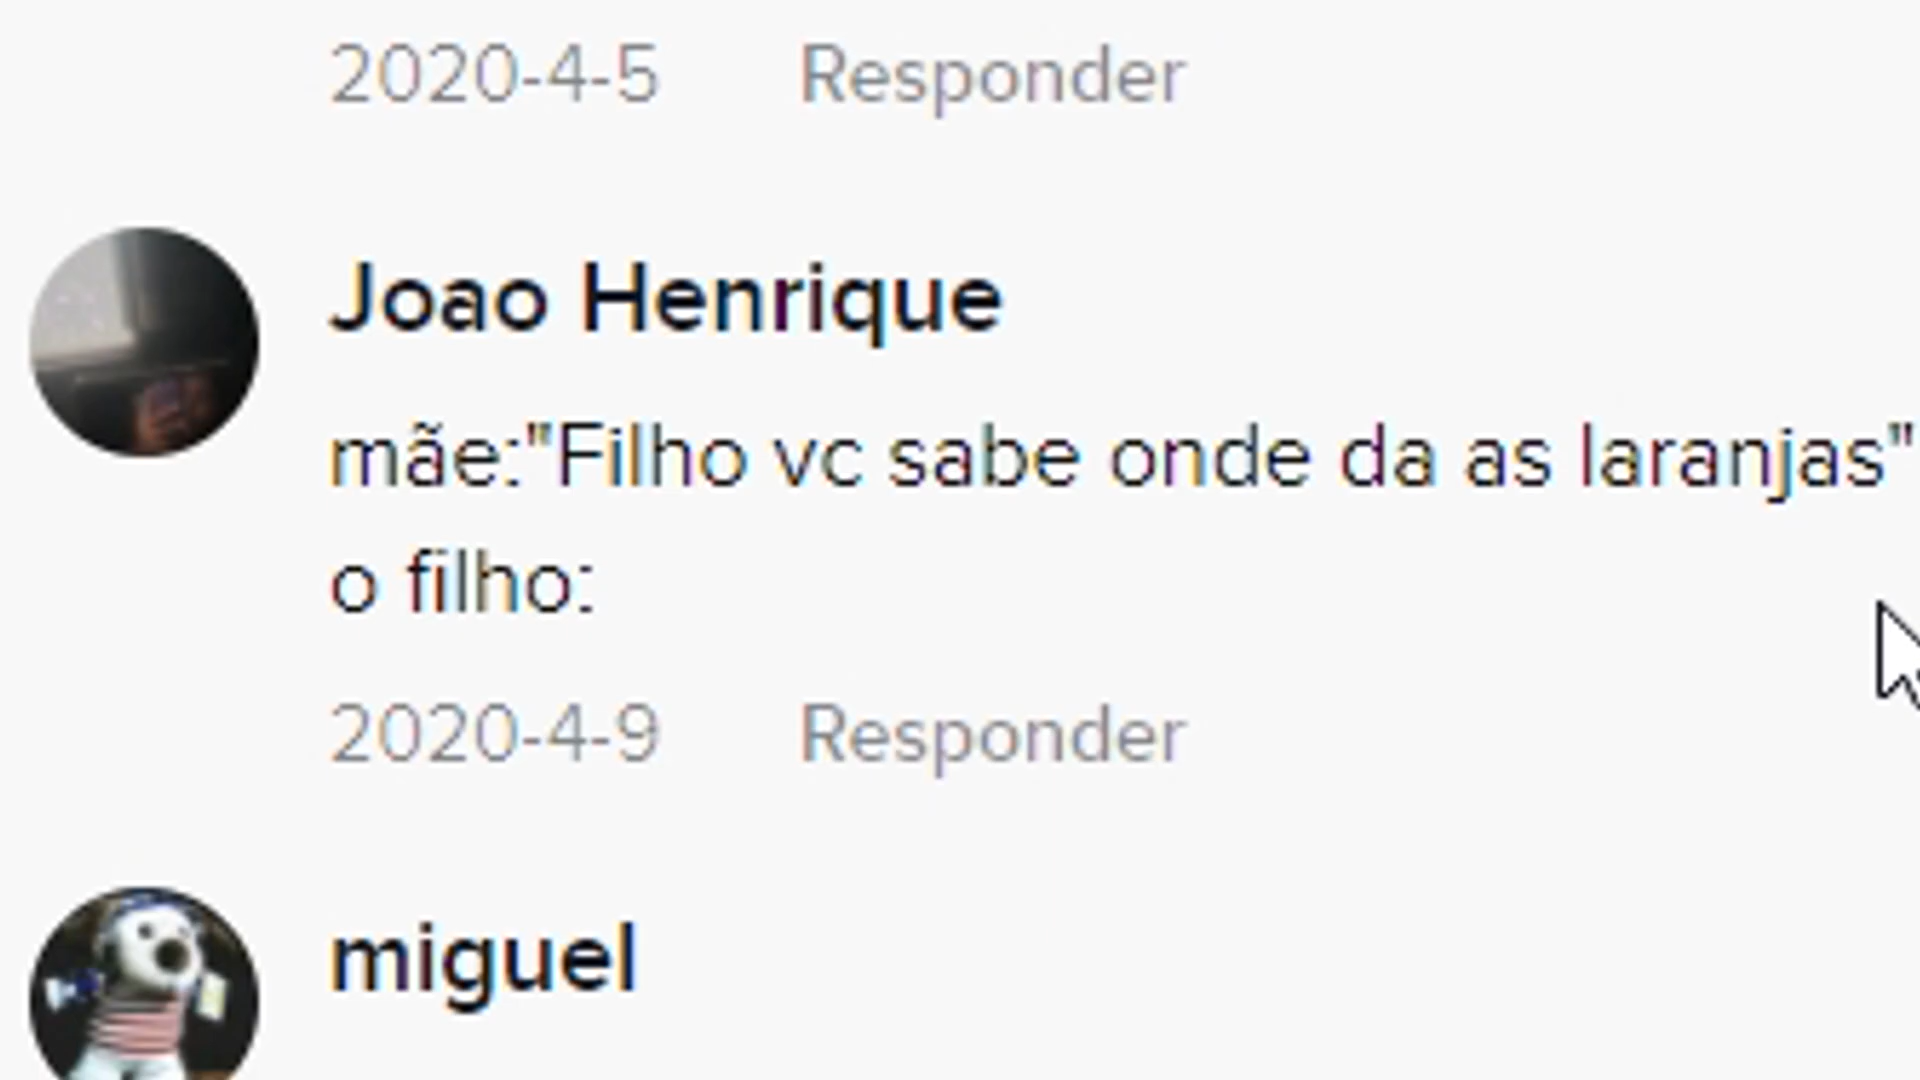 2020-4-5 Responder
Joao Henrique
mãe:"Filho vc sabe onde da as laranjas"
o filho:
2020-4-9 Responder
miguel